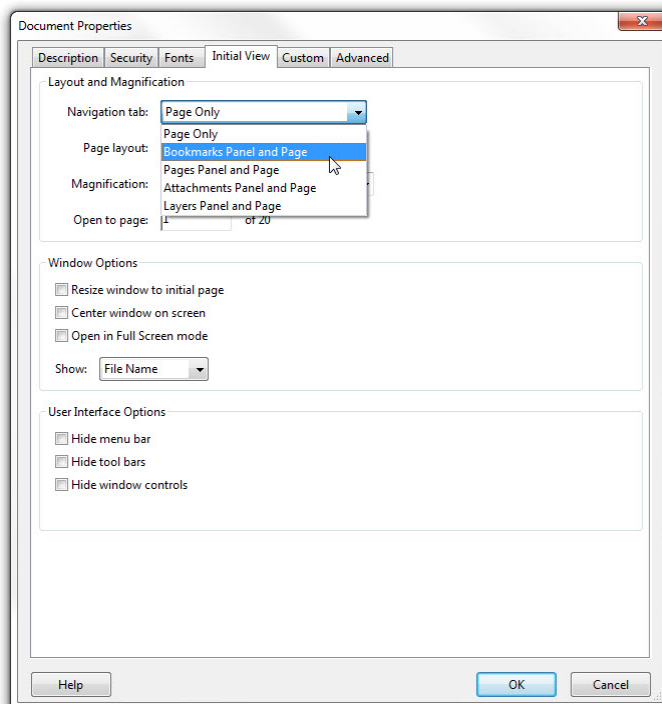 Document Properties
Description Security Fonts Initial View Custom Advanced
Layout and Magnification
Navigation tab: Page Only
Page Only
Page layout: Bookmarks Panel and Page
Pages Panel and Page
Magnification: Attachments Panel and Page
Layers Panel and Page
Open to page: 1 of 20
Window Options
Resize window to initial page
Center window on screen
Open in Full Screen mode
Show: File Name
User Interface Options
Hide menu bar
Hide tool bars
Hide window controls
Help OK Cancel